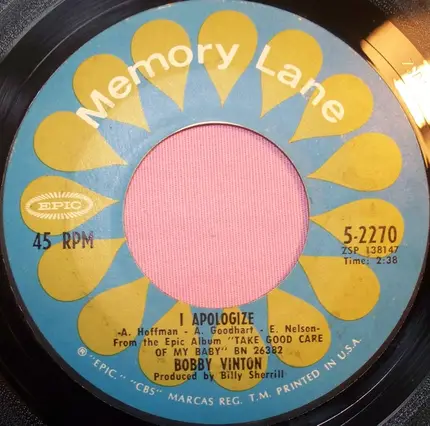 Memory Lane
EPIC
45 RPM
5-2270
ZSP 138147
Time: 2:38
I APOLOGIZE
-A. Hoffman - A. Goodhart - E. Nelson-
From the Epic Album "TAKE GOOD CARE
OF MY BABY" BN 26382
BOBBY VINTON
Produced by Billy Sherrill
® "EPIC," "CBS" MARCAS REG. T.M. PRINTED IN U.S.A.